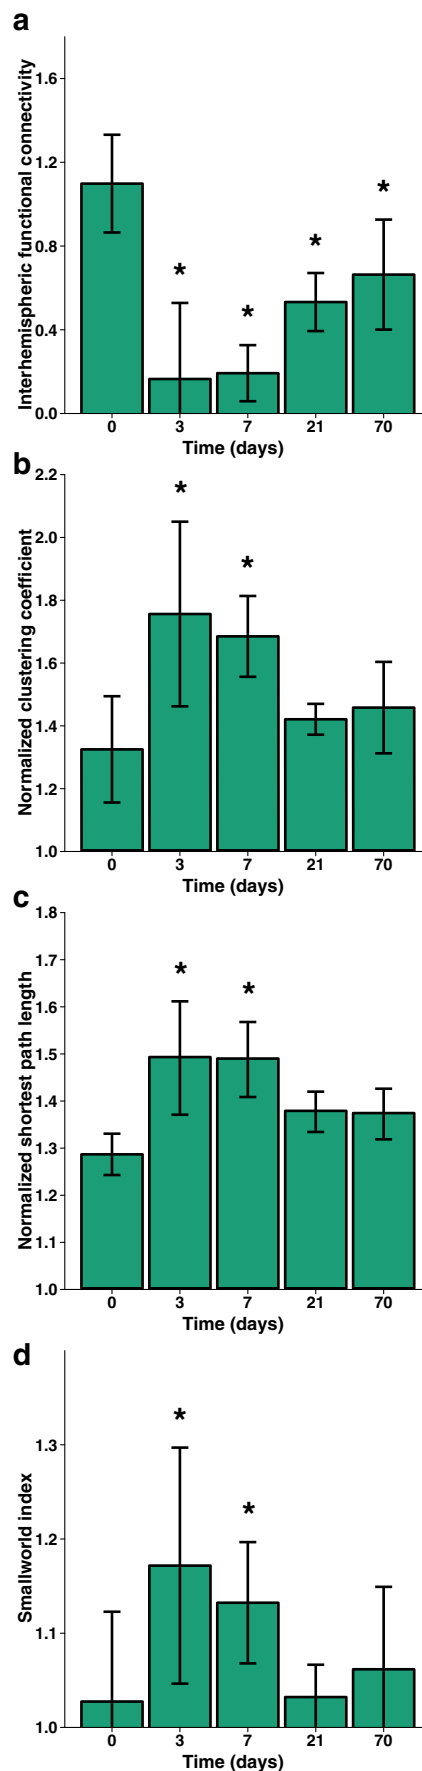 a
Interhemispheric functional connectivity
1.6
1.2
0.8
0.4
0.0
* * * *
0 3 7 21 70
Time (days)
b
Normalized clustering coefficient
2.2
2.0
1.8
1.6
1.4
1.2
1.0
* *
0 3 7 21 70
Time (days)
c
Normalized shortest path length
1.8
1.7
1.6
1.5
1.4
1.3
1.2
1.1
1.0
* *
0 3 7 21 70
Time (days)
d
Smallworld index
1.3
1.2
1.1
1.0
* *
0 3 7 21 70
Time (days)